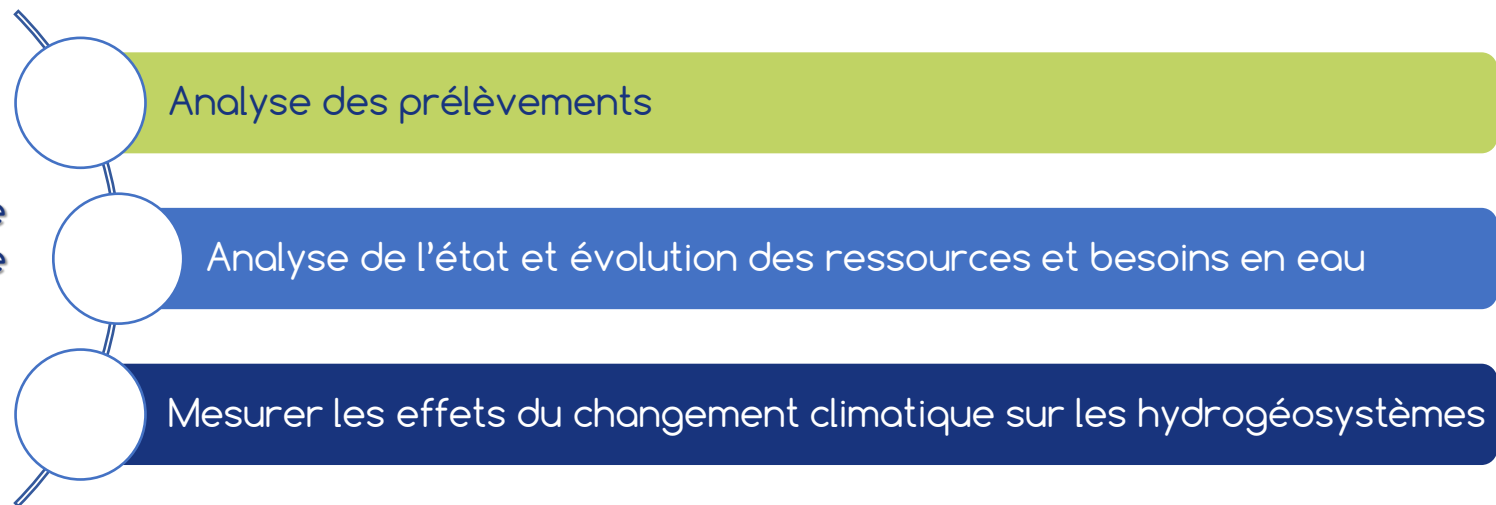 Analyse des prélèvements
Analyse de l'état et évolution des ressources et besoins en eau
Mesurer les effets du changement climatique sur les hydrogéosystèmes